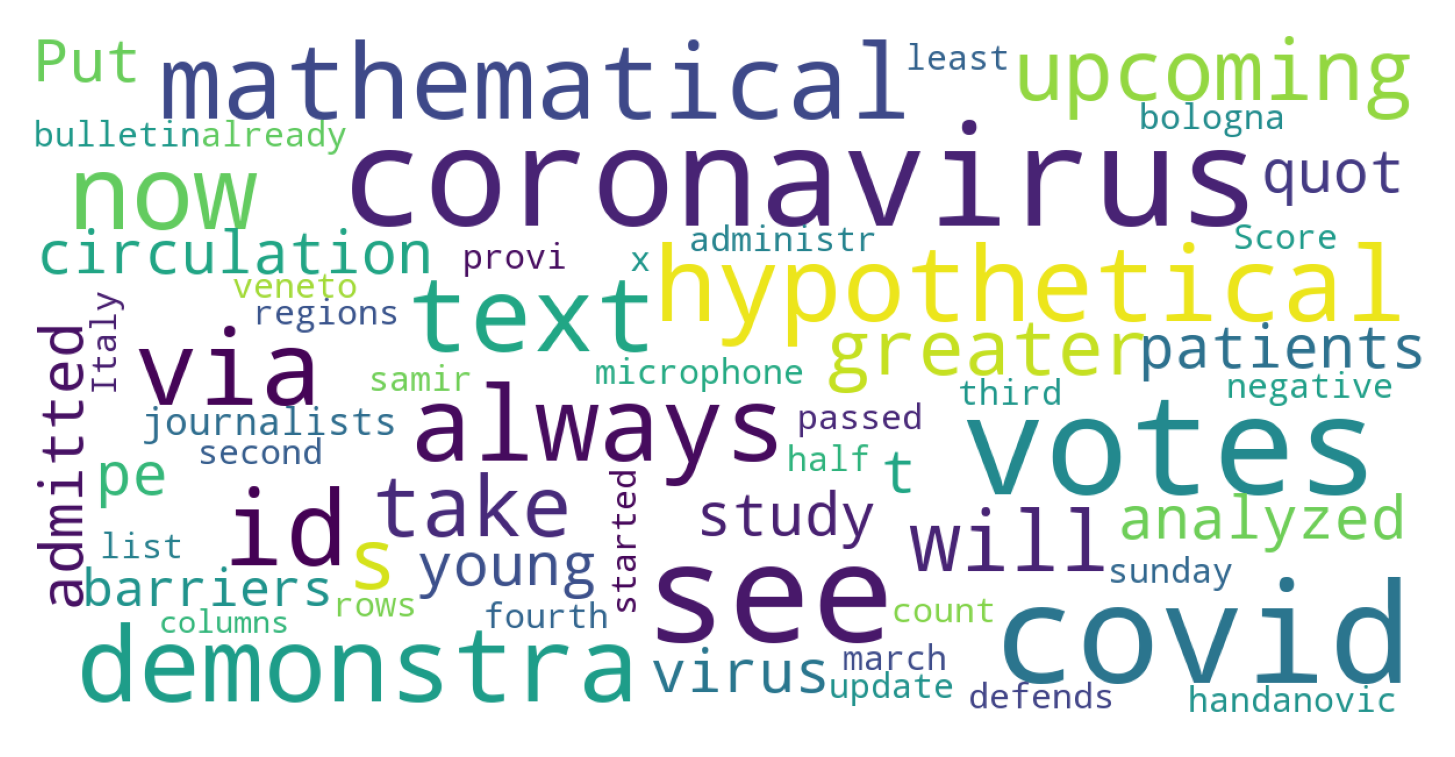 Put mathematical least upcoming
bulletin already bologna
now coronavirus quot
circulation provi x administr Score
veneto text hypothetical
regions
Italy via greater patients
admitted samir microphone third negative
journalists always passed votes
second half t
pe id take started study will analyzed
list s young see sunday
barriers rows fourth count covid
columns
demonstra virus march
update defends handanovic